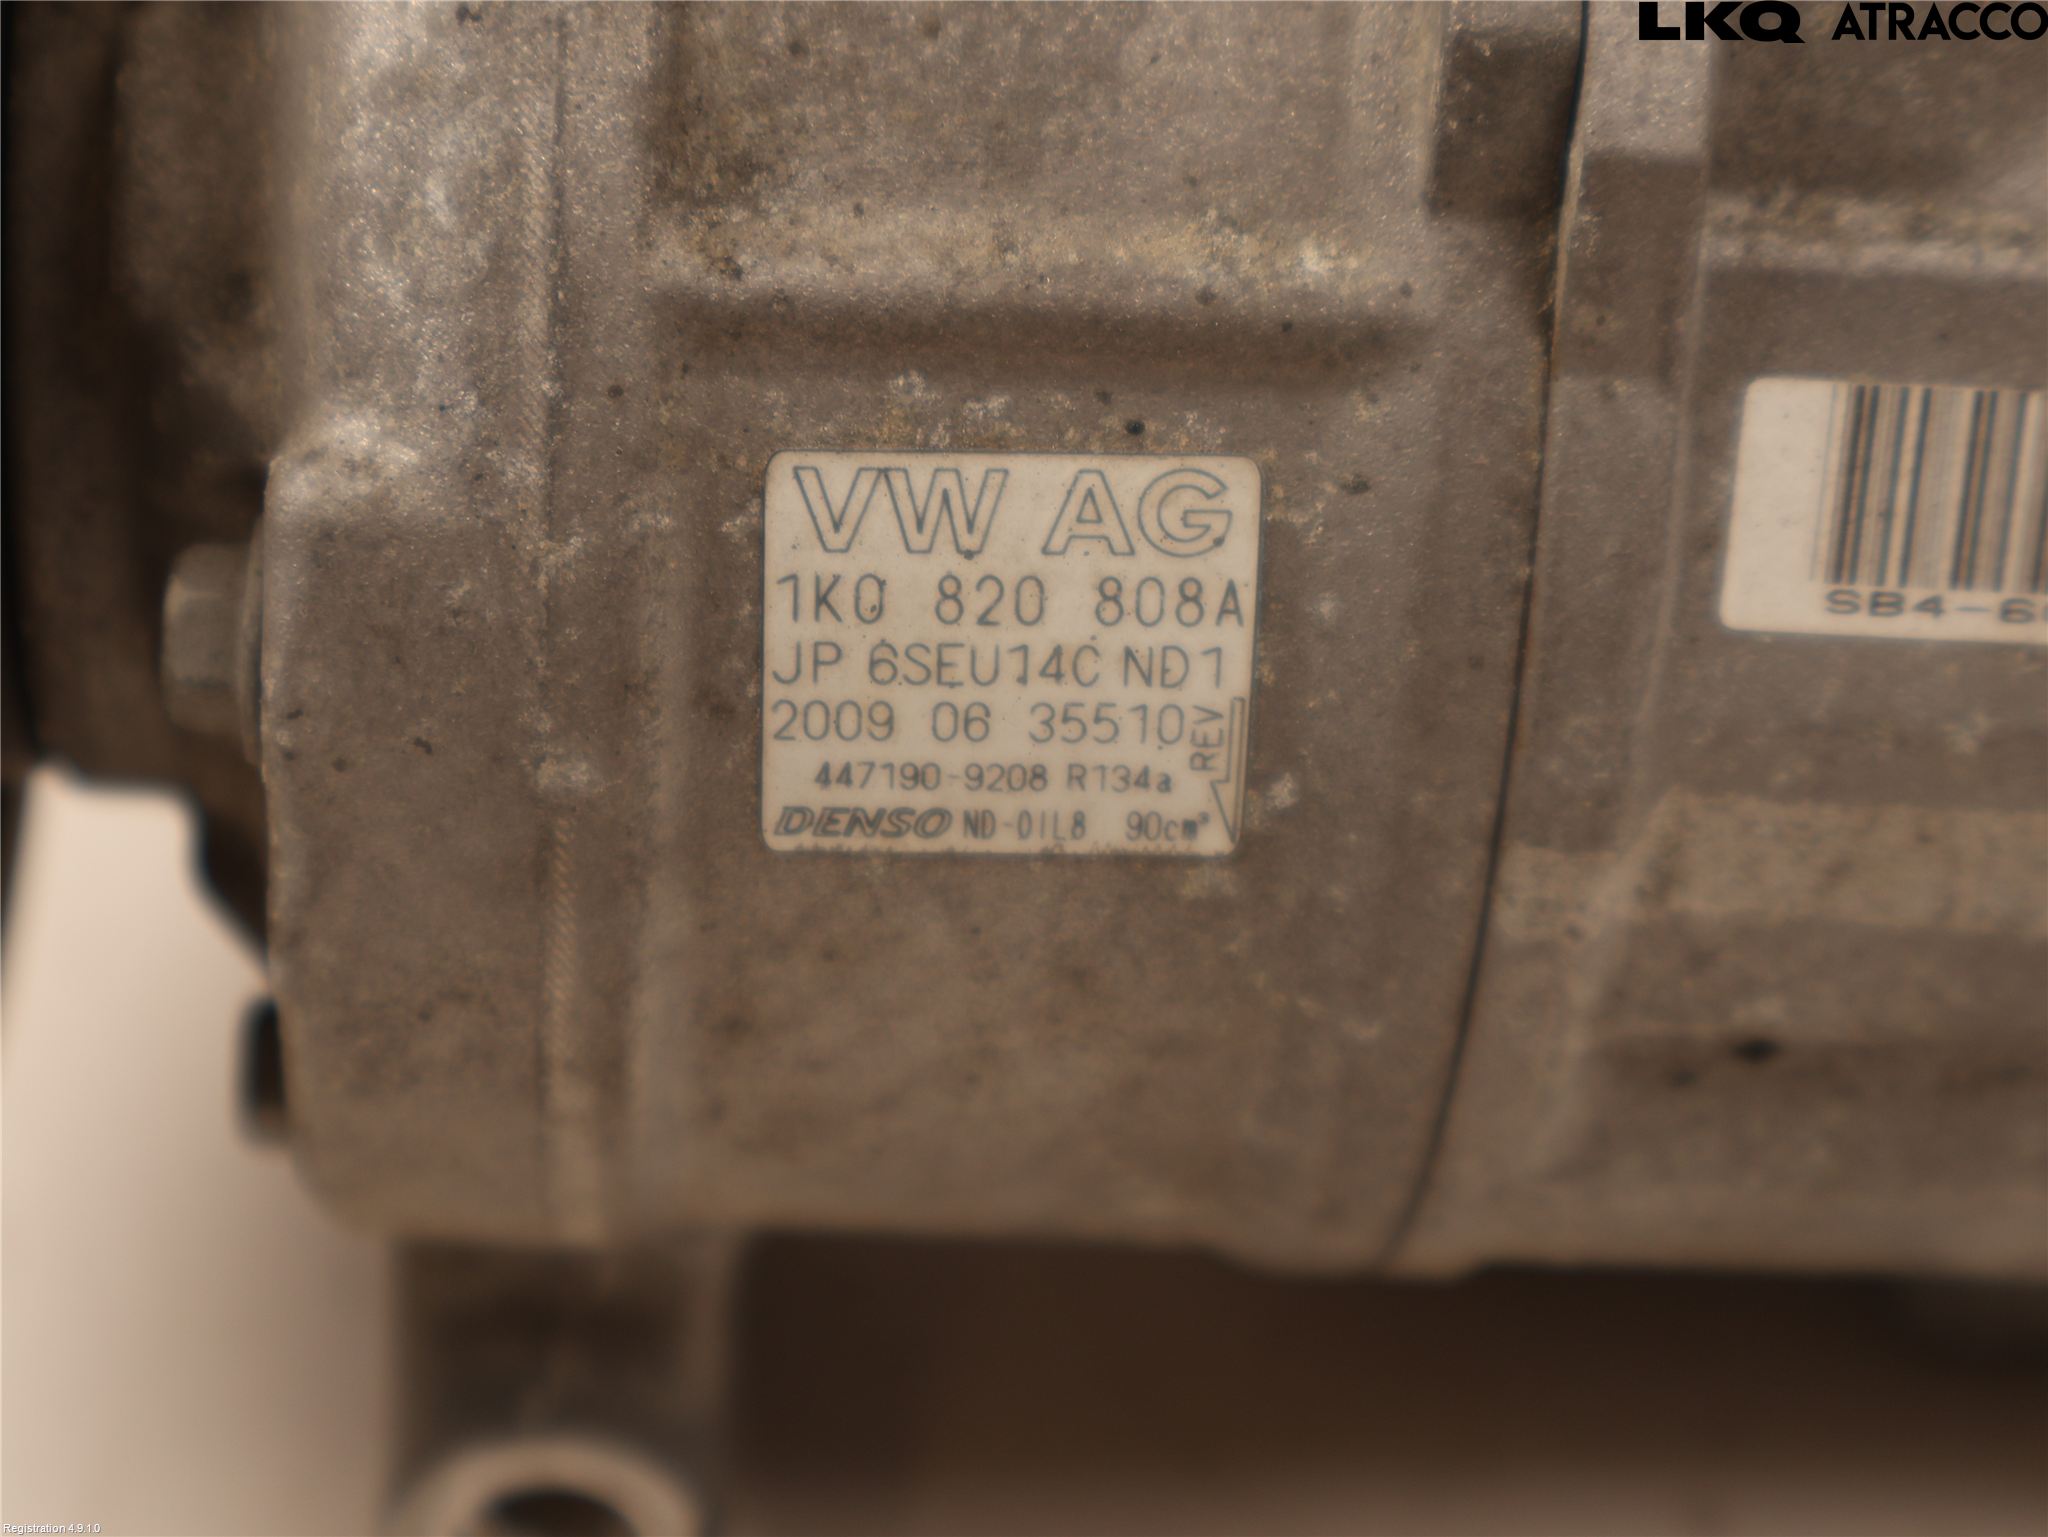 LKQ ATRACCO
VW AG
1K0 820 808A
JP 6SEU14C ND1
2009 06 35510
REV
447190-9208 R134a
DENSO ND-OIL8 90cm³
SB4-6
Registration 4.9.1.0